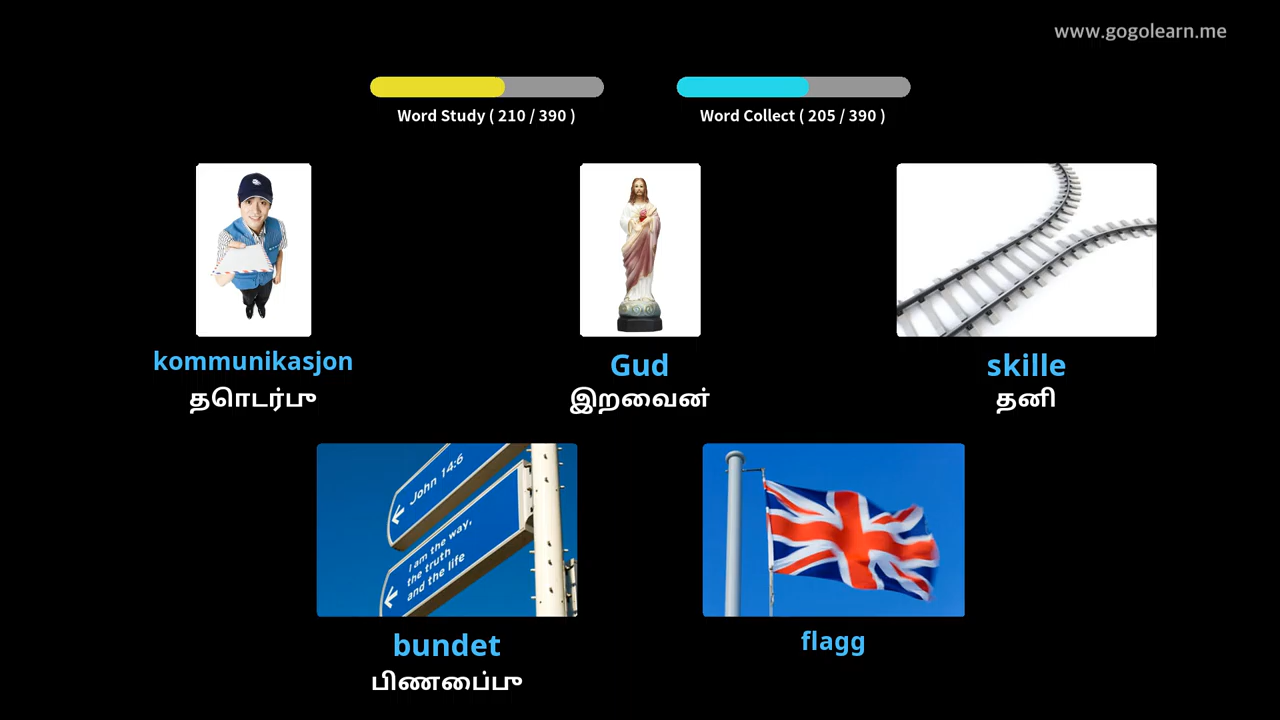 www.gogolearn.me
Word Study ( 210 / 390 )
Word Collect ( 205 / 390 )
kommunikasjon
தொடர்பு
Gud
இறைவன்
skille
தனி
John 14:6
I am the way,
the truth
and the life
bundet
பிணைப்பு
flagg